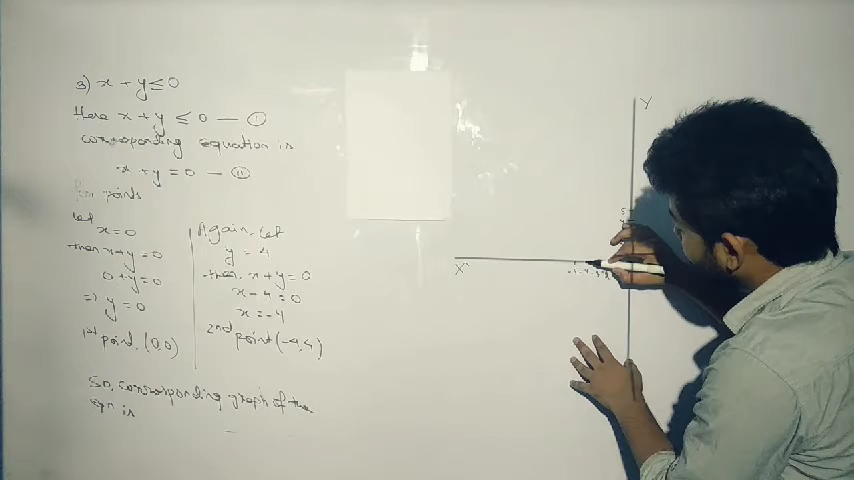 3) x + y ≤ 0
Here x + y ≤ 0 — (i)
corresponding equation is
x + y = 0 — (ii)
for points
Let
x = 0
then x + y = 0
0 + y = 0
=> y = 0
1st point (0,0)
Again, Let
y = 4
then x + y = 0
x - 4 = 0
x = -4
2nd point (-4,4)
So, corresponding graph of the
eqn is
Y
X'
5